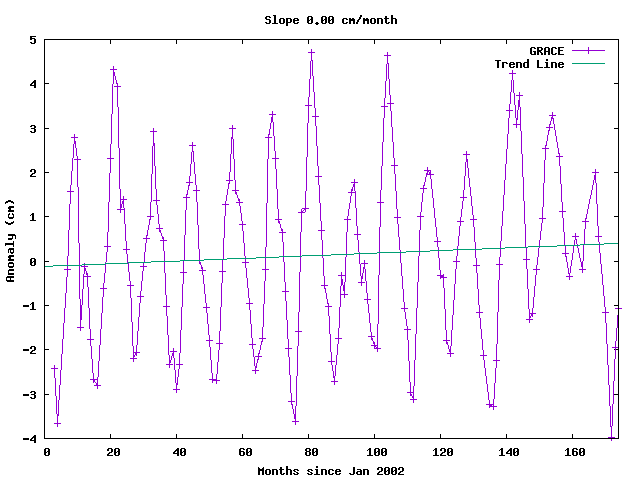 Slope 0.00 cm/month
GRACE
Trend Line
5
4
3
2
1
0
-1
-2
-3
-4
Anomaly (cm)
0 20 40 60 80 100 120 140 160
Months since Jan 2002